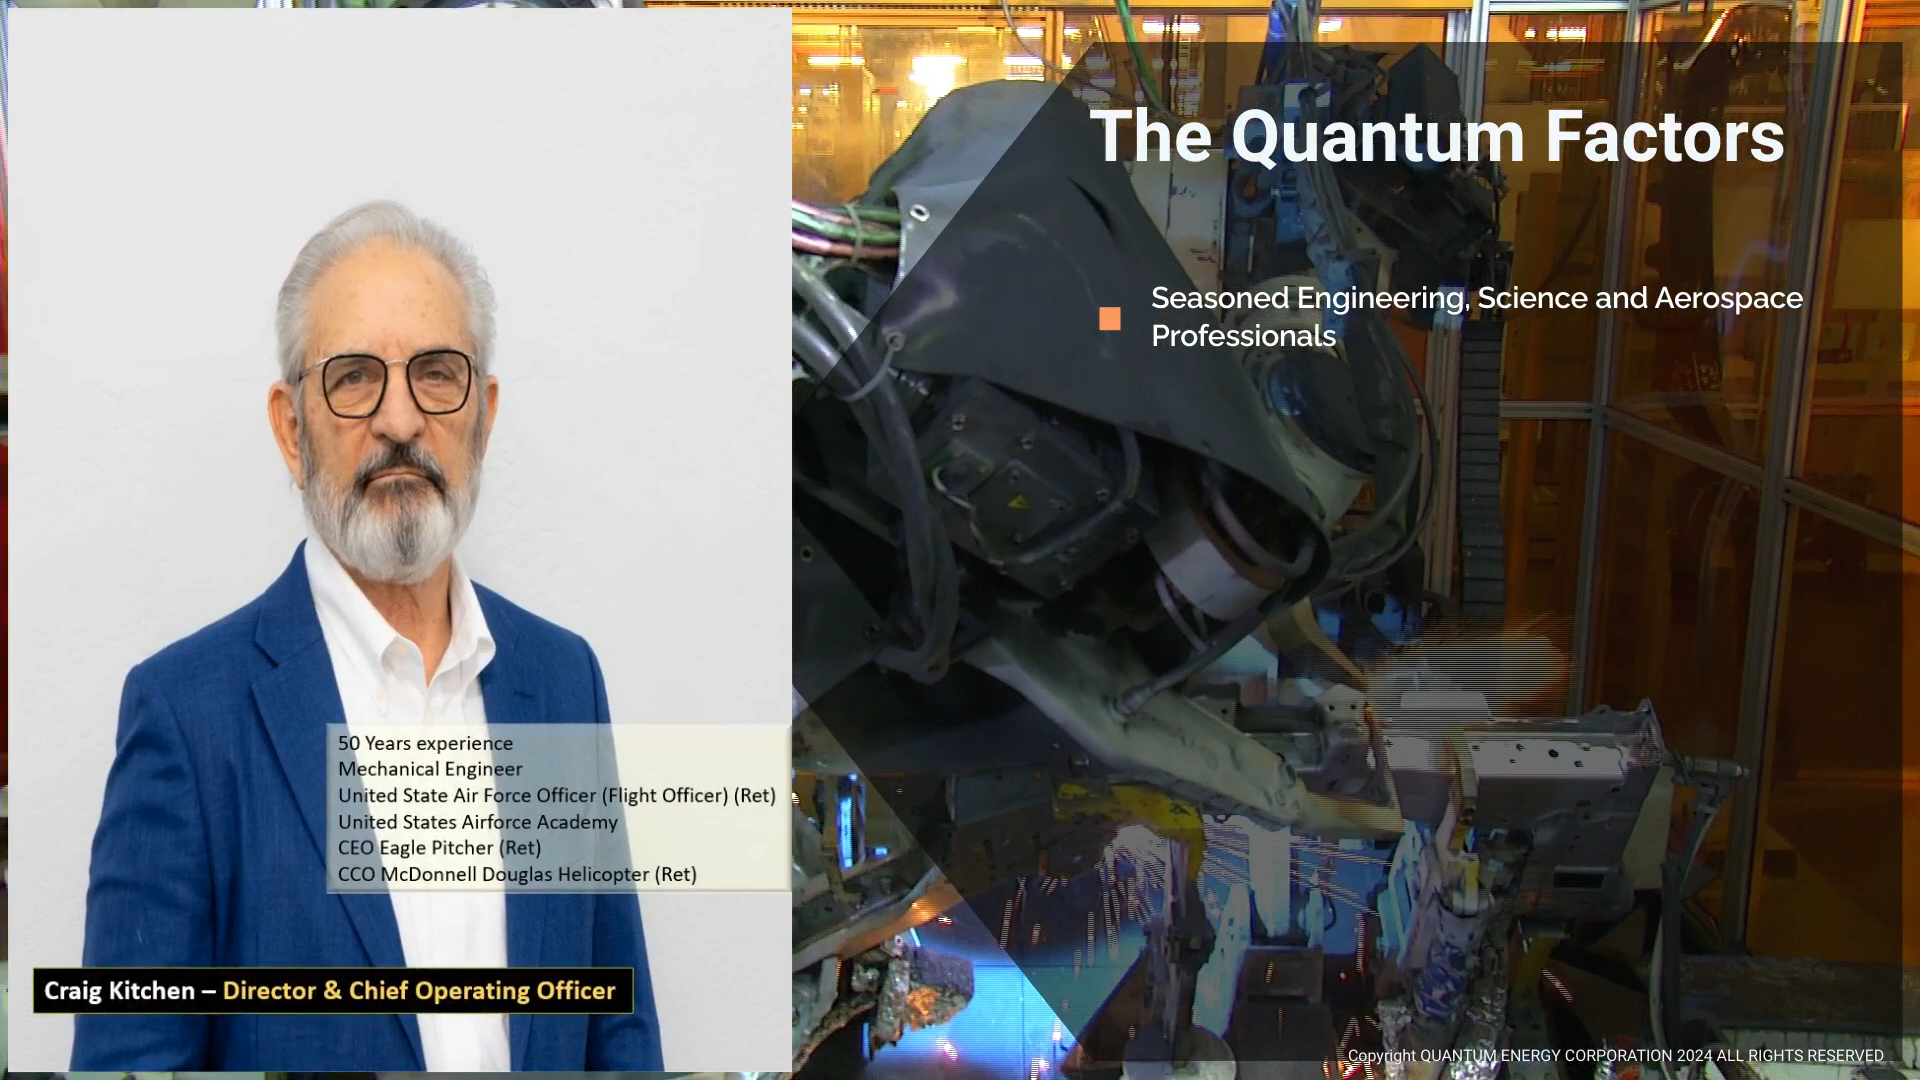 The Quantum Factors
Seasoned Engineering, Science and Aerospace
Professionals
50 Years experience
Mechanical Engineer
United State Air Force Officer (Flight Officer) (Ret)
United States Airforce Academy
CEO Eagle Pitcher (Ret)
CCO McDonnell Douglas Helicopter (Ret)
Craig Kitchen – Director & Chief Operating Officer
Copyright QUANTUM ENERGY CORPORATION 2024 ALL RIGHTS RESERVED